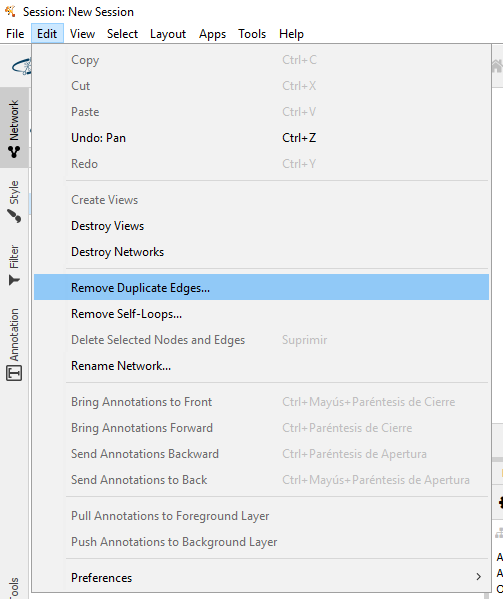 Session: New Session
File Edit View Select Layout Apps Tools Help
Copy Ctrl+C
Cut Ctrl+X
Paste Ctrl+V
Undo: Pan Ctrl+Z
Redo Ctrl+Y
Create Views
Destroy Views
Destroy Networks
Remove Duplicate Edges...
Remove Self-Loops...
Delete Selected Nodes and Edges Suprimir
Rename Network...
Bring Annotations to Front Ctrl+Mayús+Paréntesis de Cierre
Bring Annotations Forward Ctrl+Paréntesis de Cierre
Send Annotations Backward Ctrl+Paréntesis de Apertura
Send Annotations to Back Ctrl+Mayús+Paréntesis de Apertura
Pull Annotations to Foreground Layer
Push Annotations to Background Layer
Preferences
Network
Style
Filter
Annotation
ools
A
A